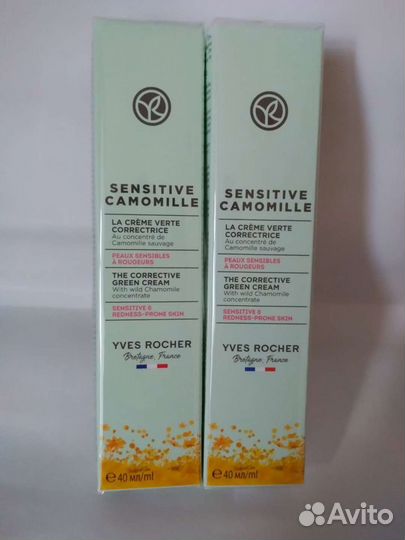 SENSITIVE
CAMOMILLE
LA CRÈME VERTE
CORRECTRICE
Au concentré de
Camomille sauvage
PEAUX SENSIBLES
À ROUGEURS
THE CORRECTIVE
GREEN CREAM
With wild Chamomile
concentrate
SENSITIVE &
REDNESS-PRONE SKIN
YVES ROCHER
Bretagne, France
e 40 мл/ml
SENSITIVE
CAMOMILLE
LA CRÈME VERTE
CORRECTRICE
Au concentré de
Camomille sauvage
PEAUX SENSIBLES
À ROUGEURS
THE CORRECTIVE
GREEN CREAM
With wild Chamomile
concentrate
SENSITIVE &
REDNESS-PRONE SKIN
YVES ROCHER
Bretagne, France
e 40 мл/ml
Avito